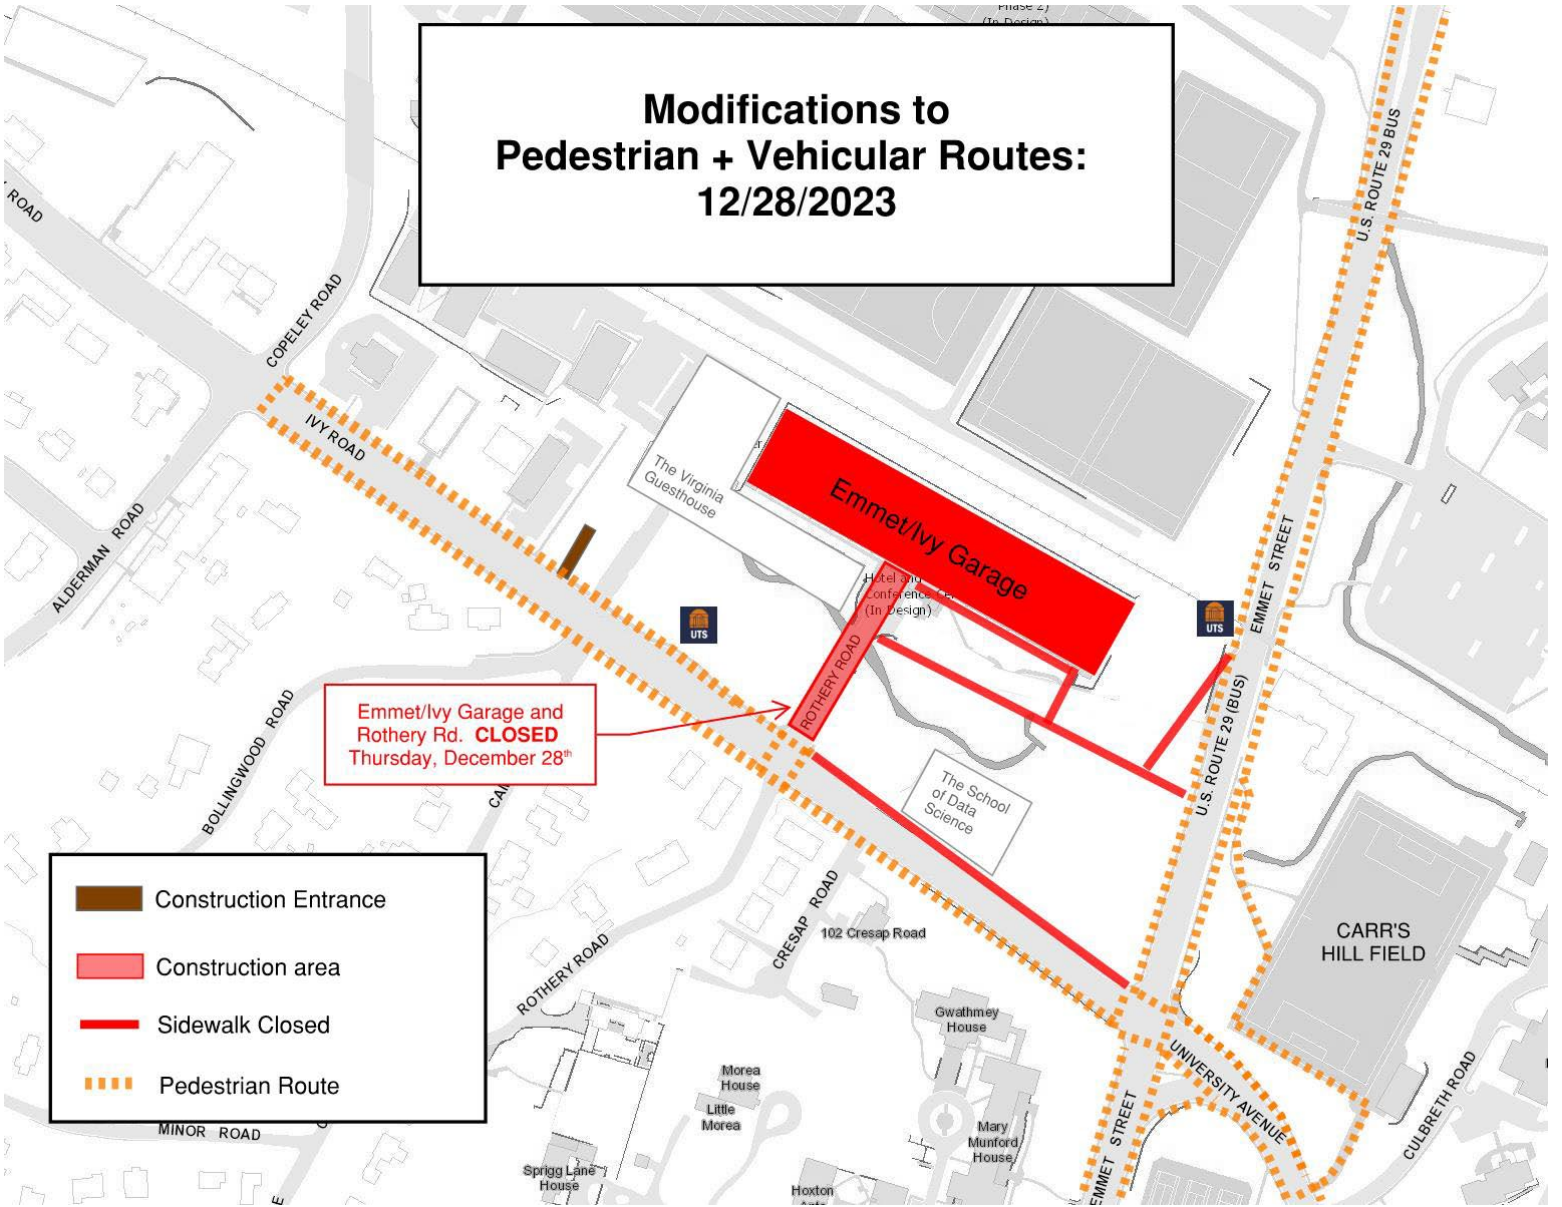 Phase 2)
(In Design)
Modifications to
Pedestrian + Vehicular Routes:
12/28/2023
ROAD
COPELEY ROAD
IVY ROAD
ALDERMAN ROAD
U.S. ROUTE 29 BUS
The Virginia
Guesthouse
Emmet/Ivy Garage
Hotel and
Conference
(In Design)
UTS
UTS
EMMET STREET
U.S. ROUTE 29 (BUS)
ROTHERY ROAD
Emmet/Ivy Garage and
Rothery Rd. CLOSED
Thursday, December 28th
BOLLINGWOOD ROAD
The School
of Data
Science
Construction Entrance
Construction area
Sidewalk Closed
Pedestrian Route
CRESAP ROAD
102 Cresap Road
ROTHERY ROAD
CARR'S
HILL FIELD
Gwathmey
House
Morea
House
Little
Morea
Mary
Munford
House
Sprigg Lane
House
Hoxton
UNIVERSITY AVENUE
EMMET STREET
CULBRETH ROAD
MINOR ROAD